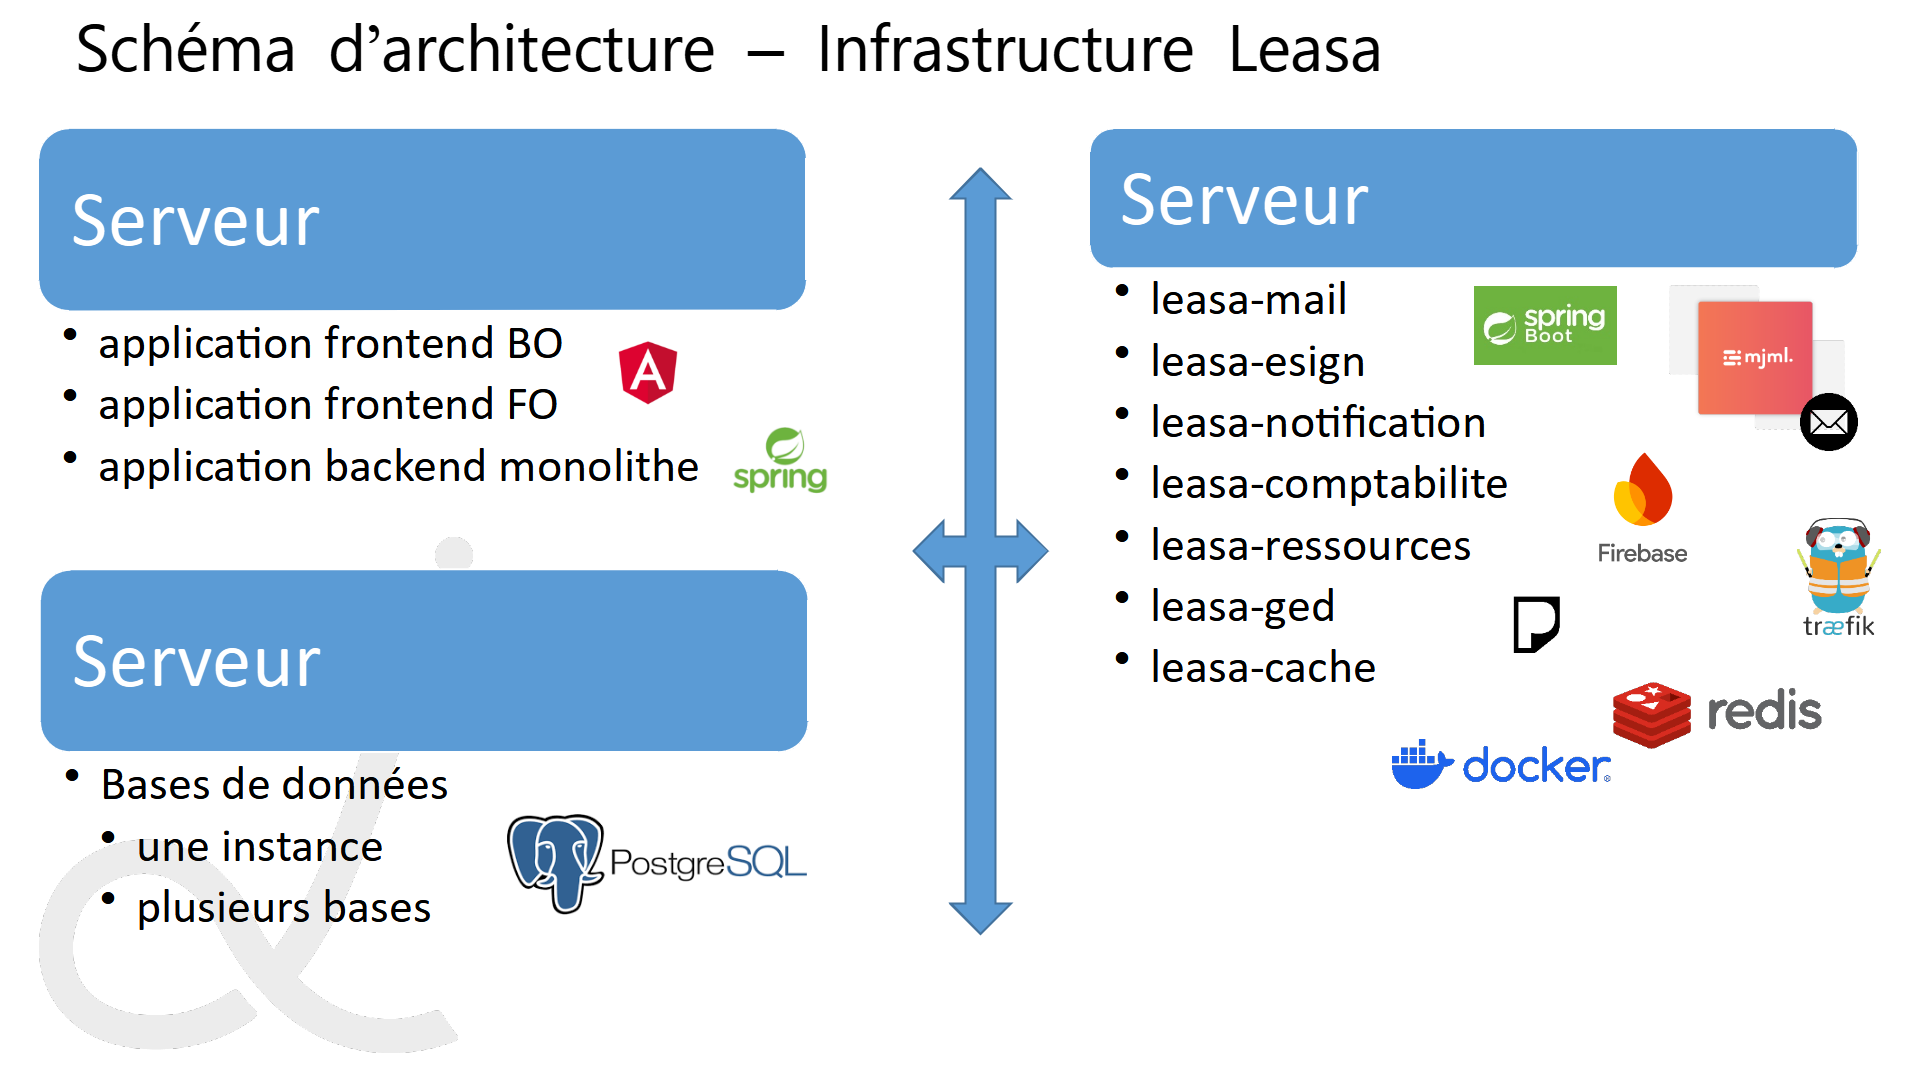 Schéma d’architecture – Infrastructure Leasa
Serveur
• application frontend BO
• application frontend FO
• application backend monolithe
spring
Serveur
• Bases de données
• une instance
• plusieurs bases
PostgreSQL
Serveur
• leasa-mail
• leasa-esign
• leasa-notification
• leasa-comptabilite
• leasa-ressources
• leasa-ged
• leasa-cache
spring
Boot
mjml.
Firebase
træfik
redis
docker